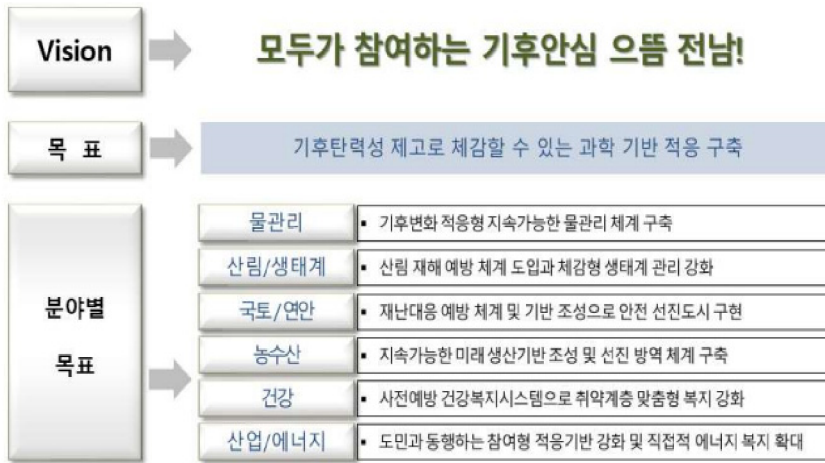 Vision
모두가 참여하는 기후안심 으뜸 전남!
목 표
기후탄력성 제고로 체감할 수 있는 과학 기반 적응 구축
분야별
목표
물관리
▪ 기후변화 적응형 지속가능한 물관리 체계 구축
산림/생태계
▪ 산림 재해 예방 체계 도입과 체감형 생태계 관리 강화
국토/연안
▪ 재난대응 예방 체계 및 기반 조성으로 안전 선진도시 구현
농수산
▪ 지속가능한 미래 생산기반 조성 및 선진 방역 체계 구축
건강
▪ 사전예방 건강복지시스템으로 취약계층 맞춤형 복지 강화
산업/에너지
▪ 도민과 동행하는 참여형 적응기반 강화 및 직접적 에너지 복지 확대